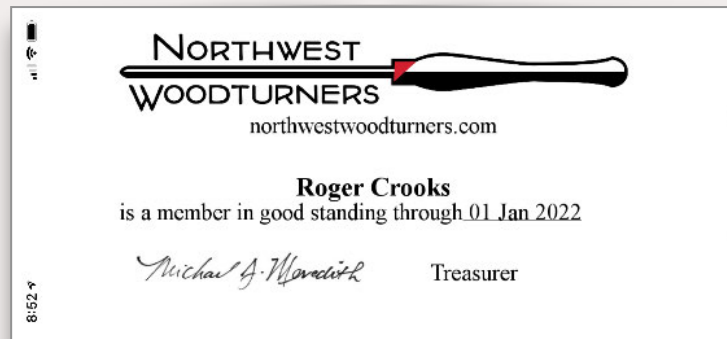 NORTHWEST
WOODTURNERS
northwestwoodturners.com
Roger Crooks
is a member in good standing through 01 Jan 2022
Michael A. Meredith
Treasurer
8:52